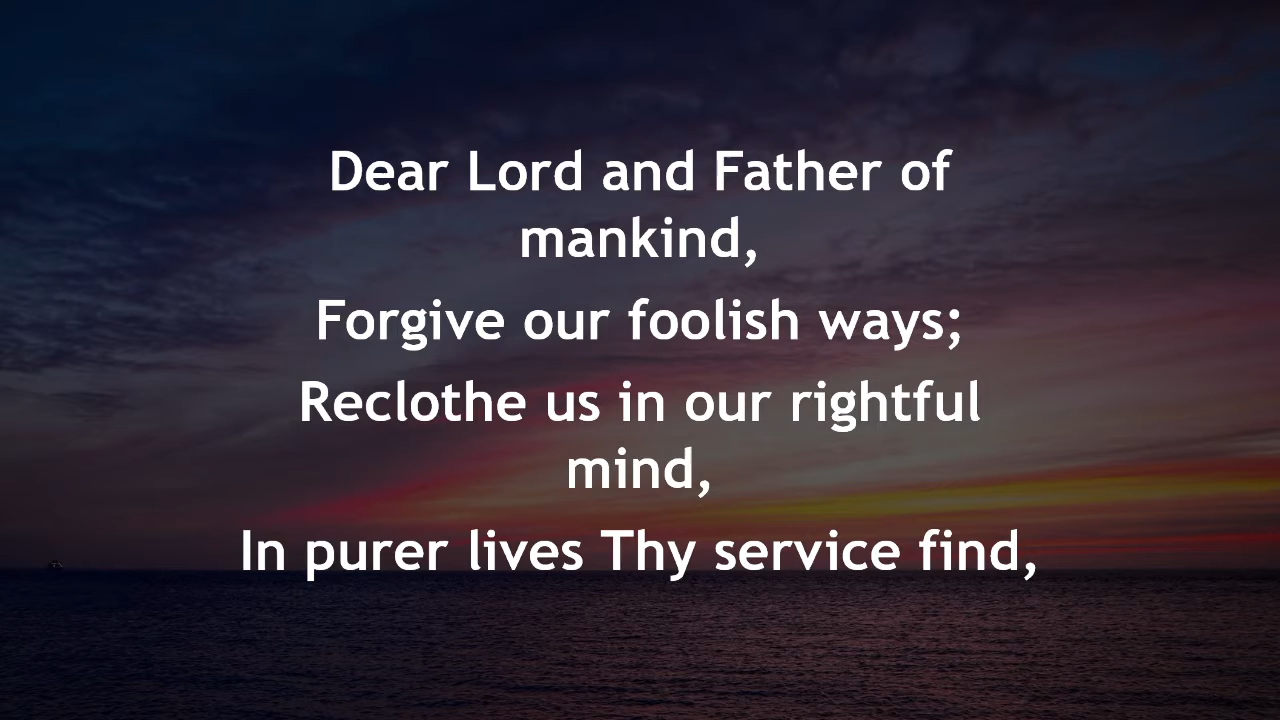 Dear Lord and Father of
mankind,
Forgive our foolish ways;
Reclothe us in our rightful
mind,
In purer lives Thy service find,